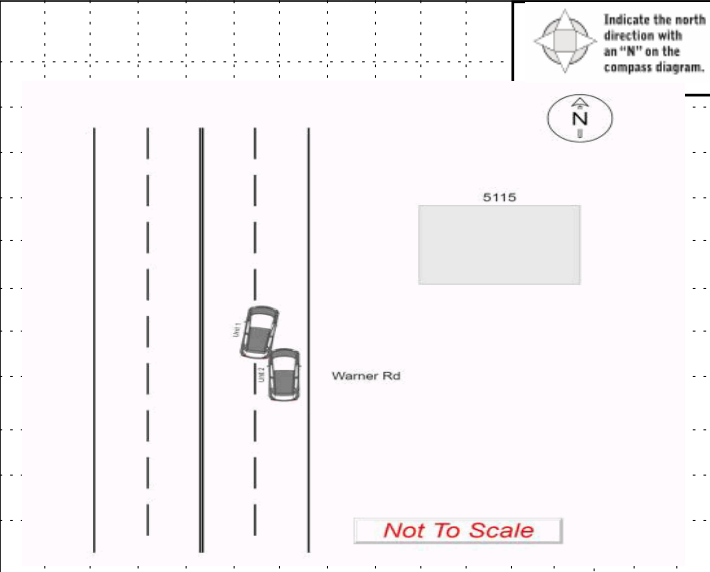 Indicate the north
direction with
an “N” on the
compass diagram.
N
5115
Unit 1
Unit 2
Warner Rd
Not To Scale